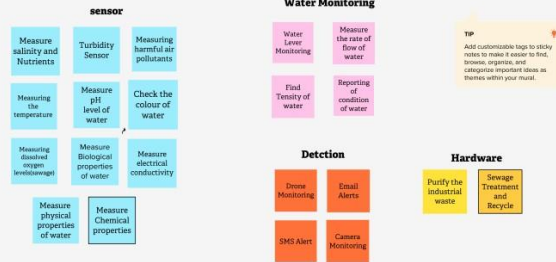 sensor
Measure
salinity and
Nutrients
Turbidity
Sensor
Measuring
harmful air
pollutants
Measuring
the
temperature
Measure
pH
level of
water
Check the
colour of
water
Measuring
dissolved
oxygen
levels(sewage)
Measure
Biological
properties
of water
Measure
electrical
conductivity
Measure
physical
properties
of water
Measure
Chemical
properties
Water Monitoring
Water
Lever
Monitoring
Measure
the rate of
flow of
water
Find
Tensity of
water
Reporting
of
condition
of water
Detction
Drone
Monitoring
Email
Alerts
SMS Alert
Camera
Monitoring
Hardware
Purify the
industrial
waste
Sewage
Treatment
and
Recycle
TIP
Add customizable tags to sticky
notes to make it easier to find,
browse, organize, and
categorize important ideas as
themes within your mural.